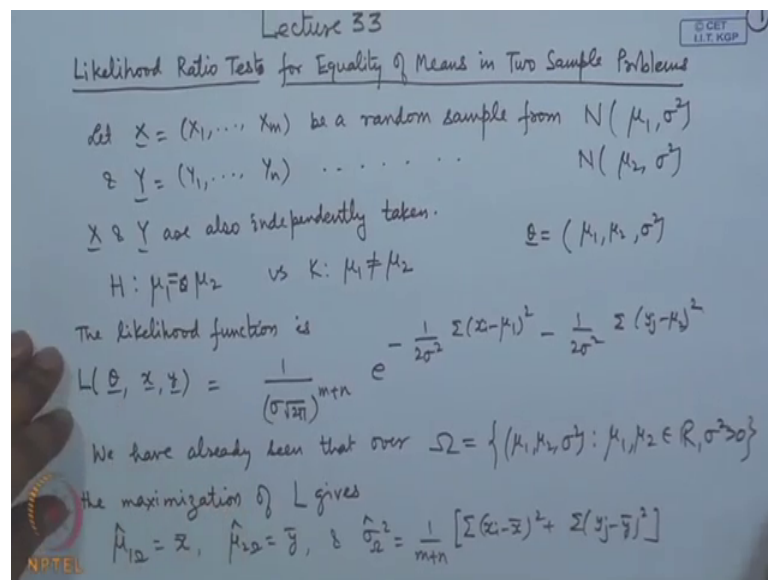 Lecture 33
© CET
I.I.T. KGP
1
Likelihood Ratio Tests for Equality of Means in Two Sample Problems
Let X = (X₁, ..., Xₘ) be a random sample from N(μ₁, σ²)
& Y = (Y₁, ..., Yₙ) . . . . . . . N(μ₂, σ²)
X & Y are also independently taken.
θ = (μ₁, μ₂, σ²)
H: μ₁ = μ₂ vs K: μ₁ ≠ μ₂
The likelihood function is
L(θ, x, y) = 1/(σ√2π)^(m+n) e^(- 1/2σ² Σ(xᵢ-μ₁)² - 1/2σ² Σ(yⱼ-μ₂)²)
We have already seen that over Ω = {(μ₁, μ₂, σ²): μ₁, μ₂ ∈ ℝ, σ²>0}
the maximization of L gives
μ̂₁Ω = x̄, μ̂₂Ω = ȳ, & σ̂²Ω = 1/(m+n) [Σ(xᵢ-x̄)² + Σ(yⱼ-ȳ)²]
NPTEL